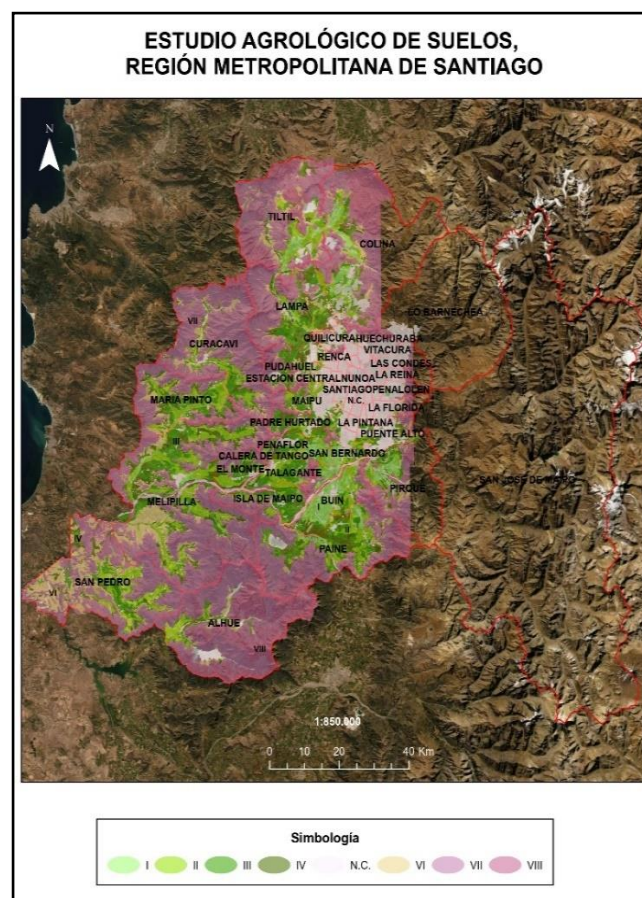 ESTUDIO AGROLÓGICO DE SUELOS,
REGIÓN METROPOLITANA DE SANTIAGO
N
TILTIL
COLINA
LO BARNECHEA
LAMPA
VII
CURACAVI
QUILICURA HUECHURABA
VITACURA
RENCA
PUDAHUEL
LAS CONDES
ESTACIÓN CENTRAL NUNOA LA REINA
SANTIAGO PENALOLEN
MARIA PINTO
MAIPU
N.C.
LA FLORIDA
PADRE HURTADO
LA PINTANA
PUENTE ALTO
III
PENAFLOR
CALERA DE TANGO
SAN BERNARDO
EL MONTE
TALAGANTE
SAN JOSE DE MAIPO
PIRQUE
MELIPILLA
ISLA DE MAIPO
BUIN
I
II
PAINE
IV
SAN PEDRO
VI
ALHUE
VIII
1:850.000
0 10 20 40 Km
Simbología
I II III IV N.C. VI VII VIII